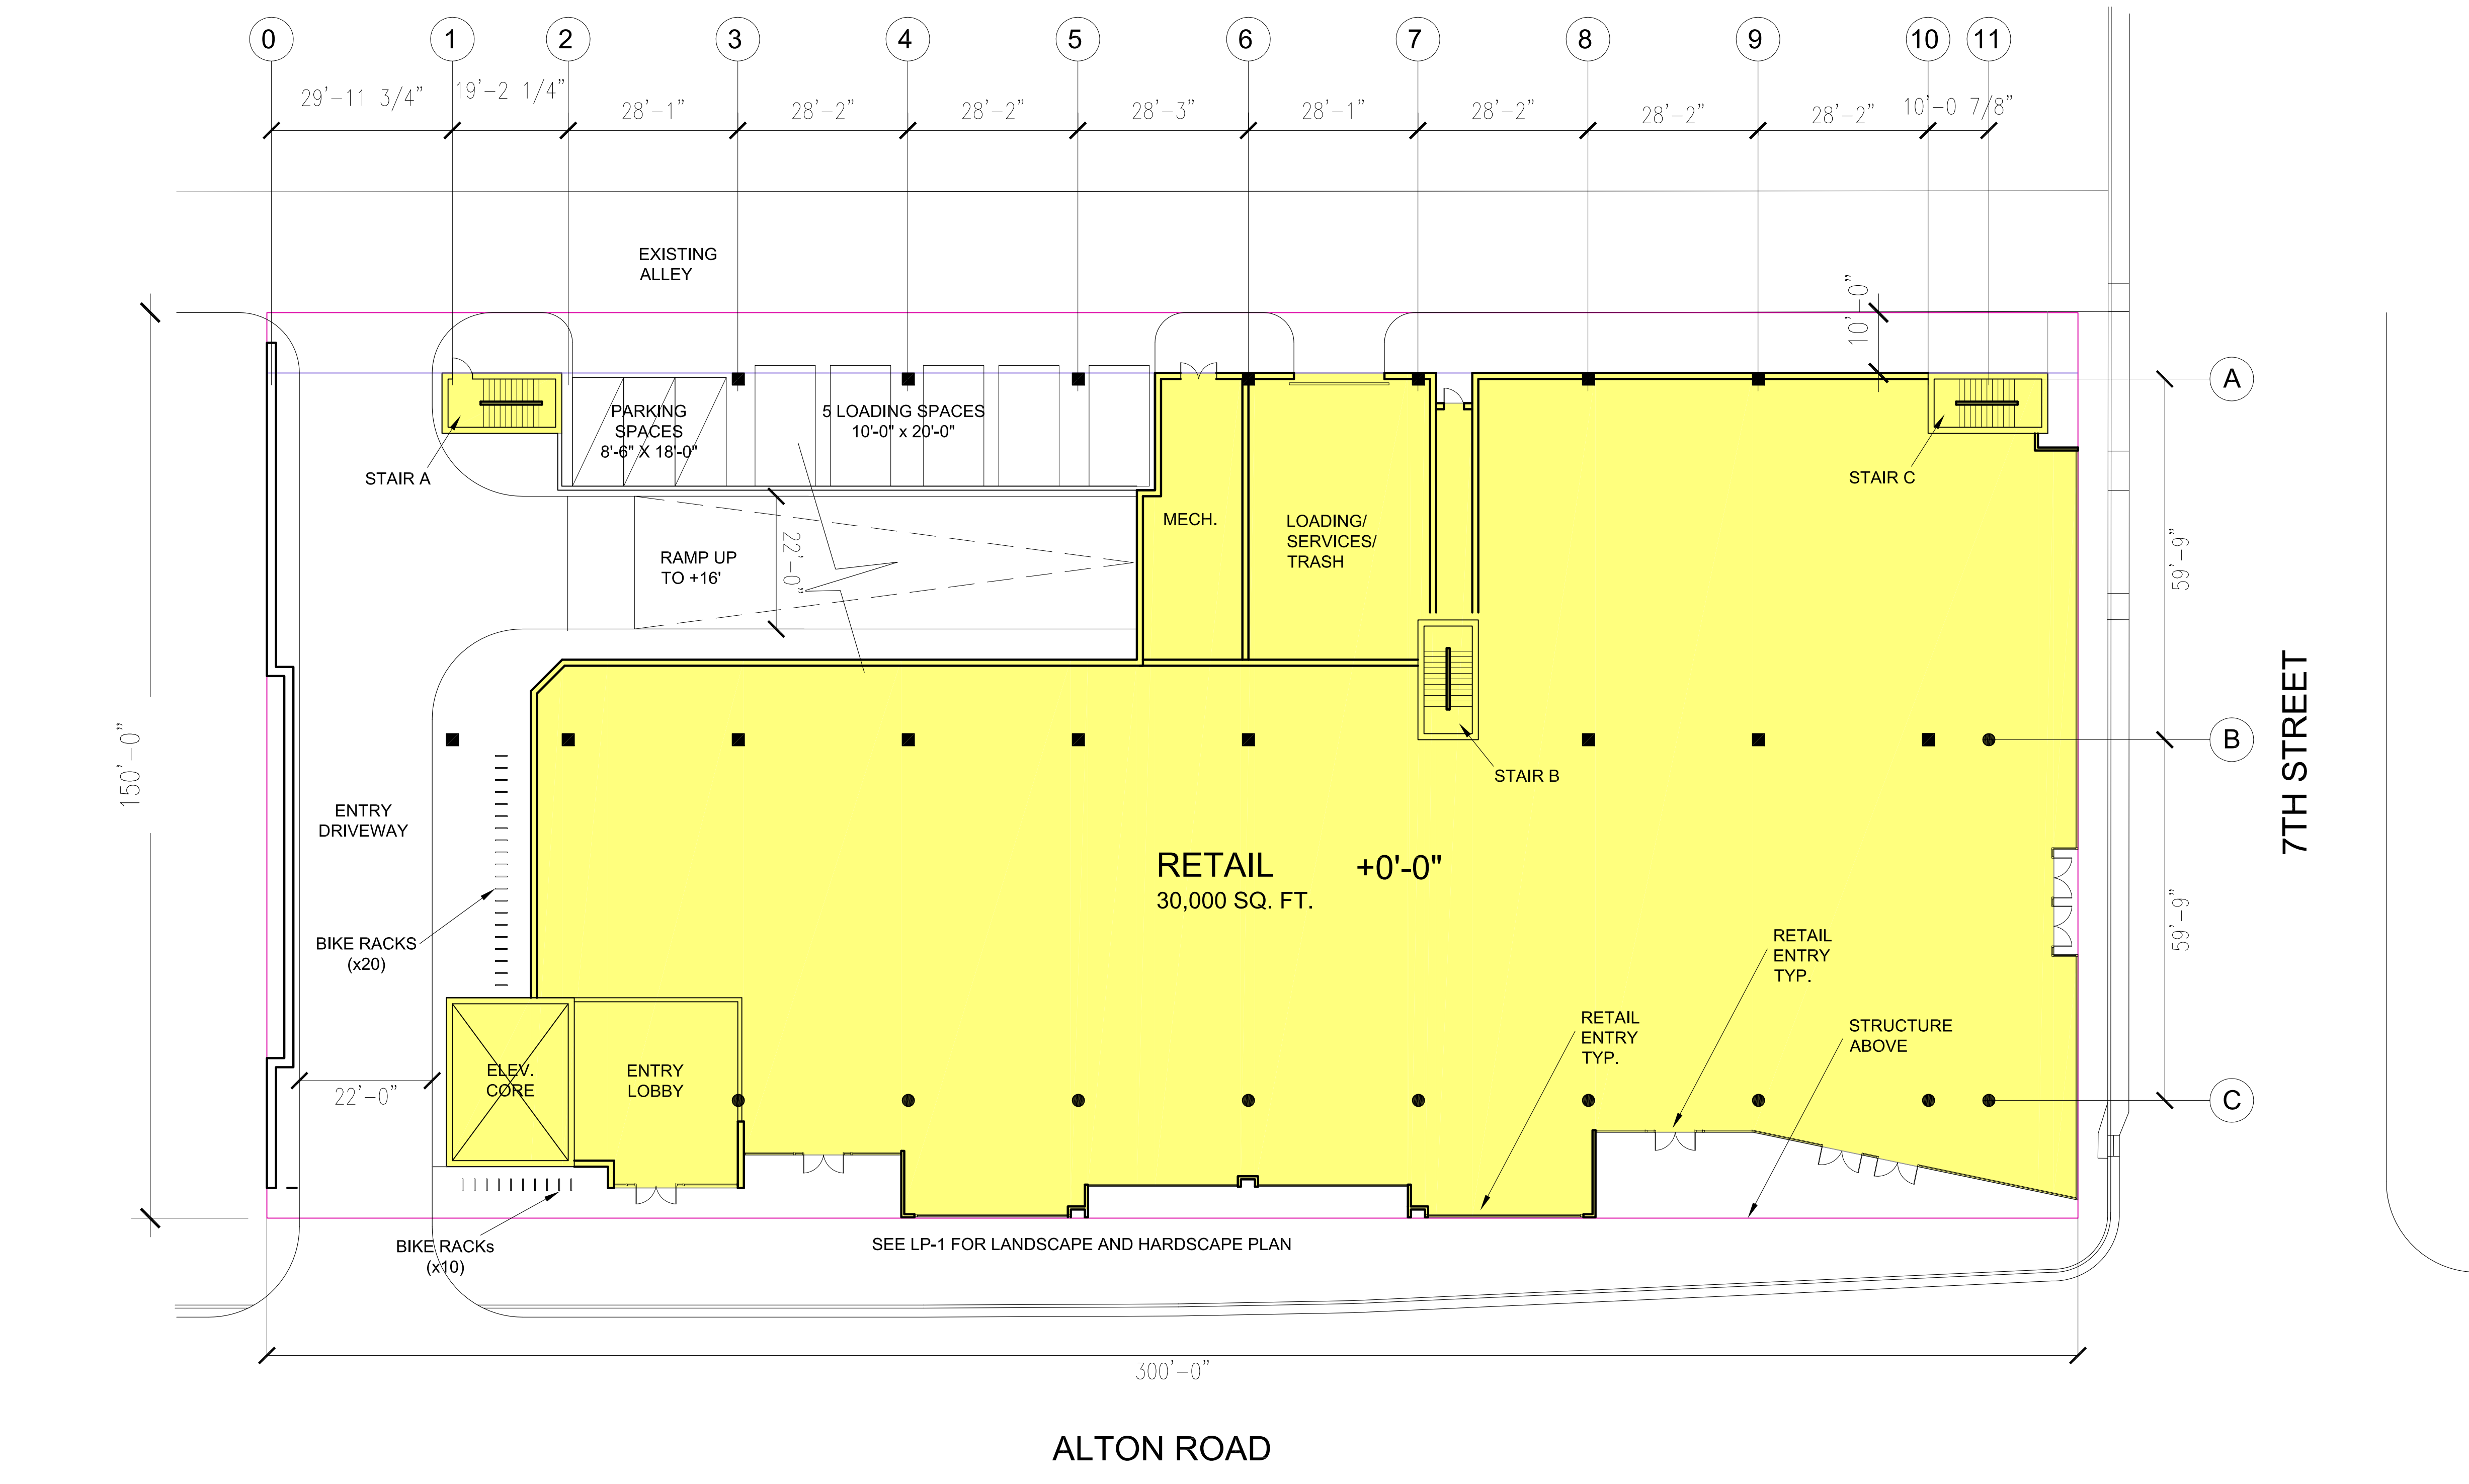 0 1 2 3 4 5 6 7 8 9 10 11
29'-11 3/4" 19'-2 1/4" 28'-1" 28'-2" 28'-2" 28'-3" 28'-1" 28'-2" 28'-2" 28'-2" 10'-0 7/8"
EXISTING
ALLEY
10'-0"
A
PARKING
SPACES
8'-6" X 18'-0"
5 LOADING SPACES
10'-0" x 20'-0"
STAIR A
STAIR C
MECH.
LOADING/
SERVICES/
TRASH
RAMP UP
TO +16'
22'-0"
59'-9"
150'-0"
B
STAIR B
7TH STREET
ENTRY
DRIVEWAY
RETAIL +0'-0"
30,000 SQ. FT.
BIKE RACKS
(x20)
RETAIL
ENTRY
TYP.
59'-9"
RETAIL
ENTRY
TYP.
STRUCTURE
ABOVE
ELEV.
CORE
ENTRY
LOBBY
22'-0"
C
BIKE RACKs
(x10)
SEE LP-1 FOR LANDSCAPE AND HARDSCAPE PLAN
300'-0"
ALTON ROAD